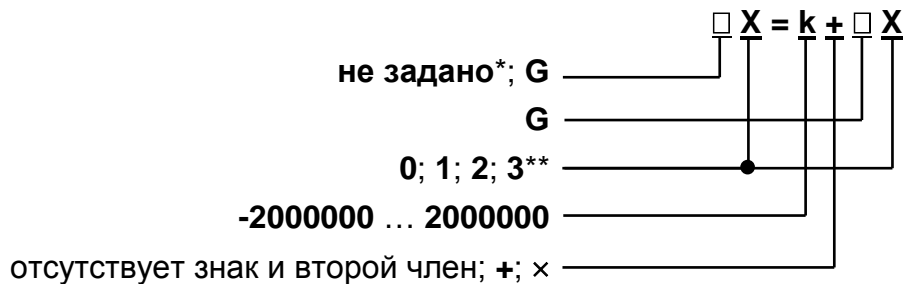 □ X = k + □ X
не задано*; G
G
0; 1; 2; 3**
-2000000 … 2000000
отсутствует знак и второй член; +; ×